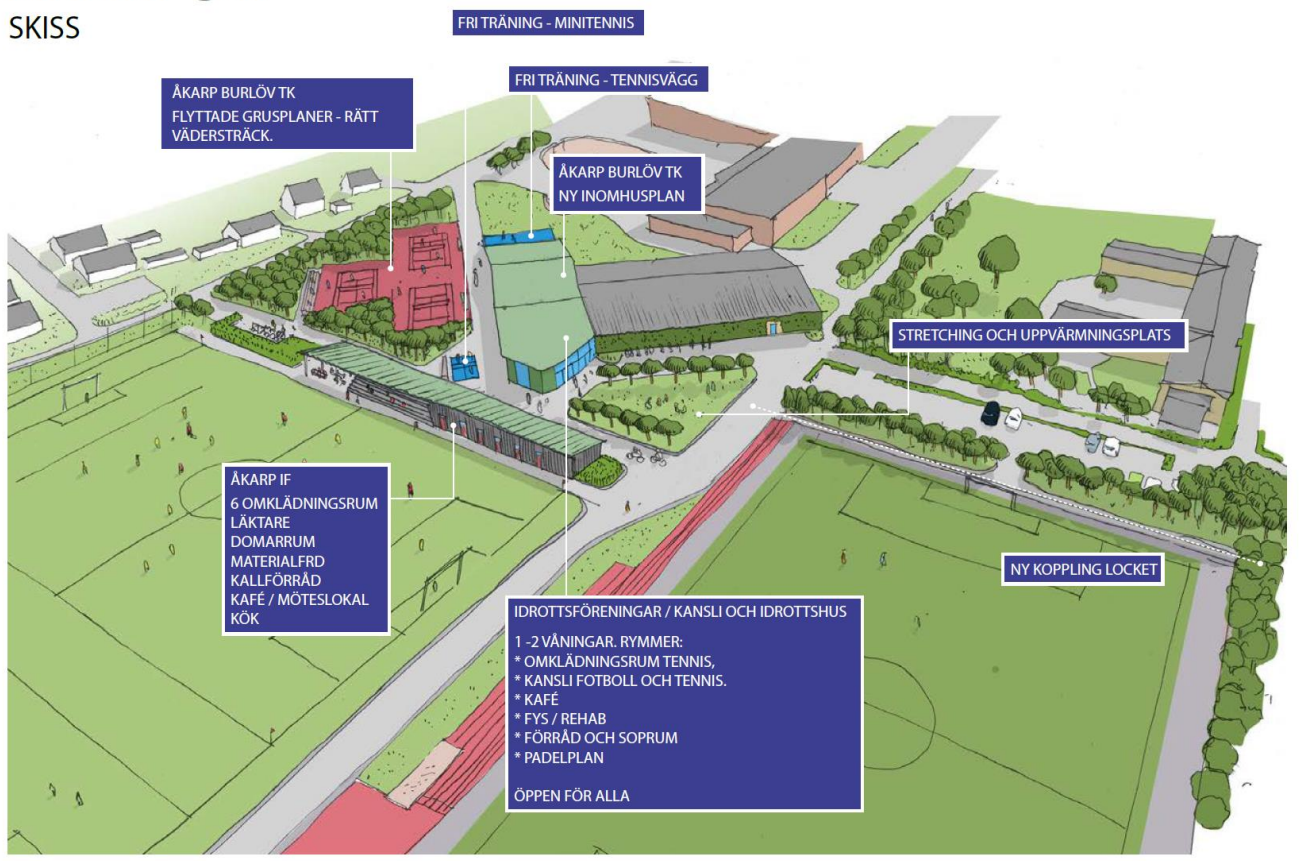 SKISS
FRI TRÄNING - MINITENNIS
FRI TRÄNING - TENNISVÄGG
ÅKARP BURLÖV TK
FLYTTADE GRUSPLANER - RÄTT
VÄDERSTRÄCK.
ÅKARP BURLÖV TK
NY INOMHUSPLAN
STRETCHING OCH UPPVÄRMNINGSPLATS
ÅKARP IF
6 OMKLÄDNINGSRUM
LÄKTARE
DOMARRUM
MATERIALFRD
KALLFÖRRÅD
KAFÉ / MÖTESLOKAL
KÖK
NY KOPPLING LOCKET
IDROTTSFÖRENINGAR / KANSLI OCH IDROTTSHUS
1 -2 VÅNINGAR. RYMMER:
* OMKLÄDNINGSRUM TENNIS,
* KANSLI FOTBOLL OCH TENNIS.
* KAFÉ
* FYS / REHAB
* FÖRRÅD OCH SOPRUM
* PADELPLAN
ÖPPEN FÖR ALLA